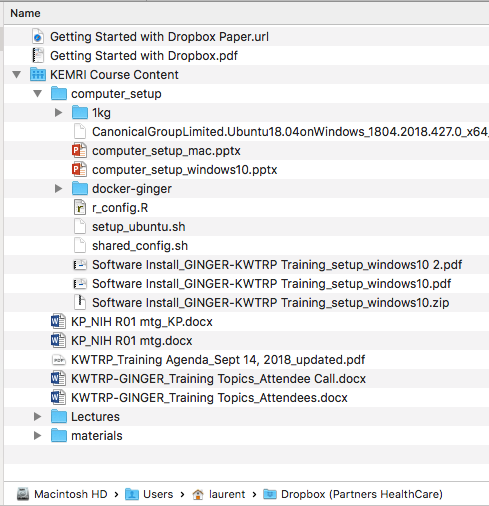 Name
Getting Started with Dropbox Paper.url
Getting Started with Dropbox.pdf
KEMRI Course Content
computer_setup
1kg
CanonicalGroupLimited.Ubuntu18.04onWindows_1804.2018.427.0_x64_
computer_setup_mac.pptx
computer_setup_windows10.pptx
docker-ginger
r_config.R
setup_ubuntu.sh
shared_config.sh
Software Install_GINGER-KWTRP Training_setup_windows10 2.pdf
Software Install_GINGER-KWTRP Training_setup_windows10.pdf
Software Install_GINGER-KWTRP Training_setup_windows10.zip
KP_NIH R01 mtg_KP.docx
KP_NIH R01 mtg.docx
KWTRP_Training Agenda_Sept 14, 2018_updated.pdf
KWTRP-GINGER_Training Topics_Attendee Call.docx
KWTRP-GINGER_Training Topics_Attendees.docx
Lectures
materials
Macintosh HD > Users > laurent > Dropbox (Partners HealthCare)